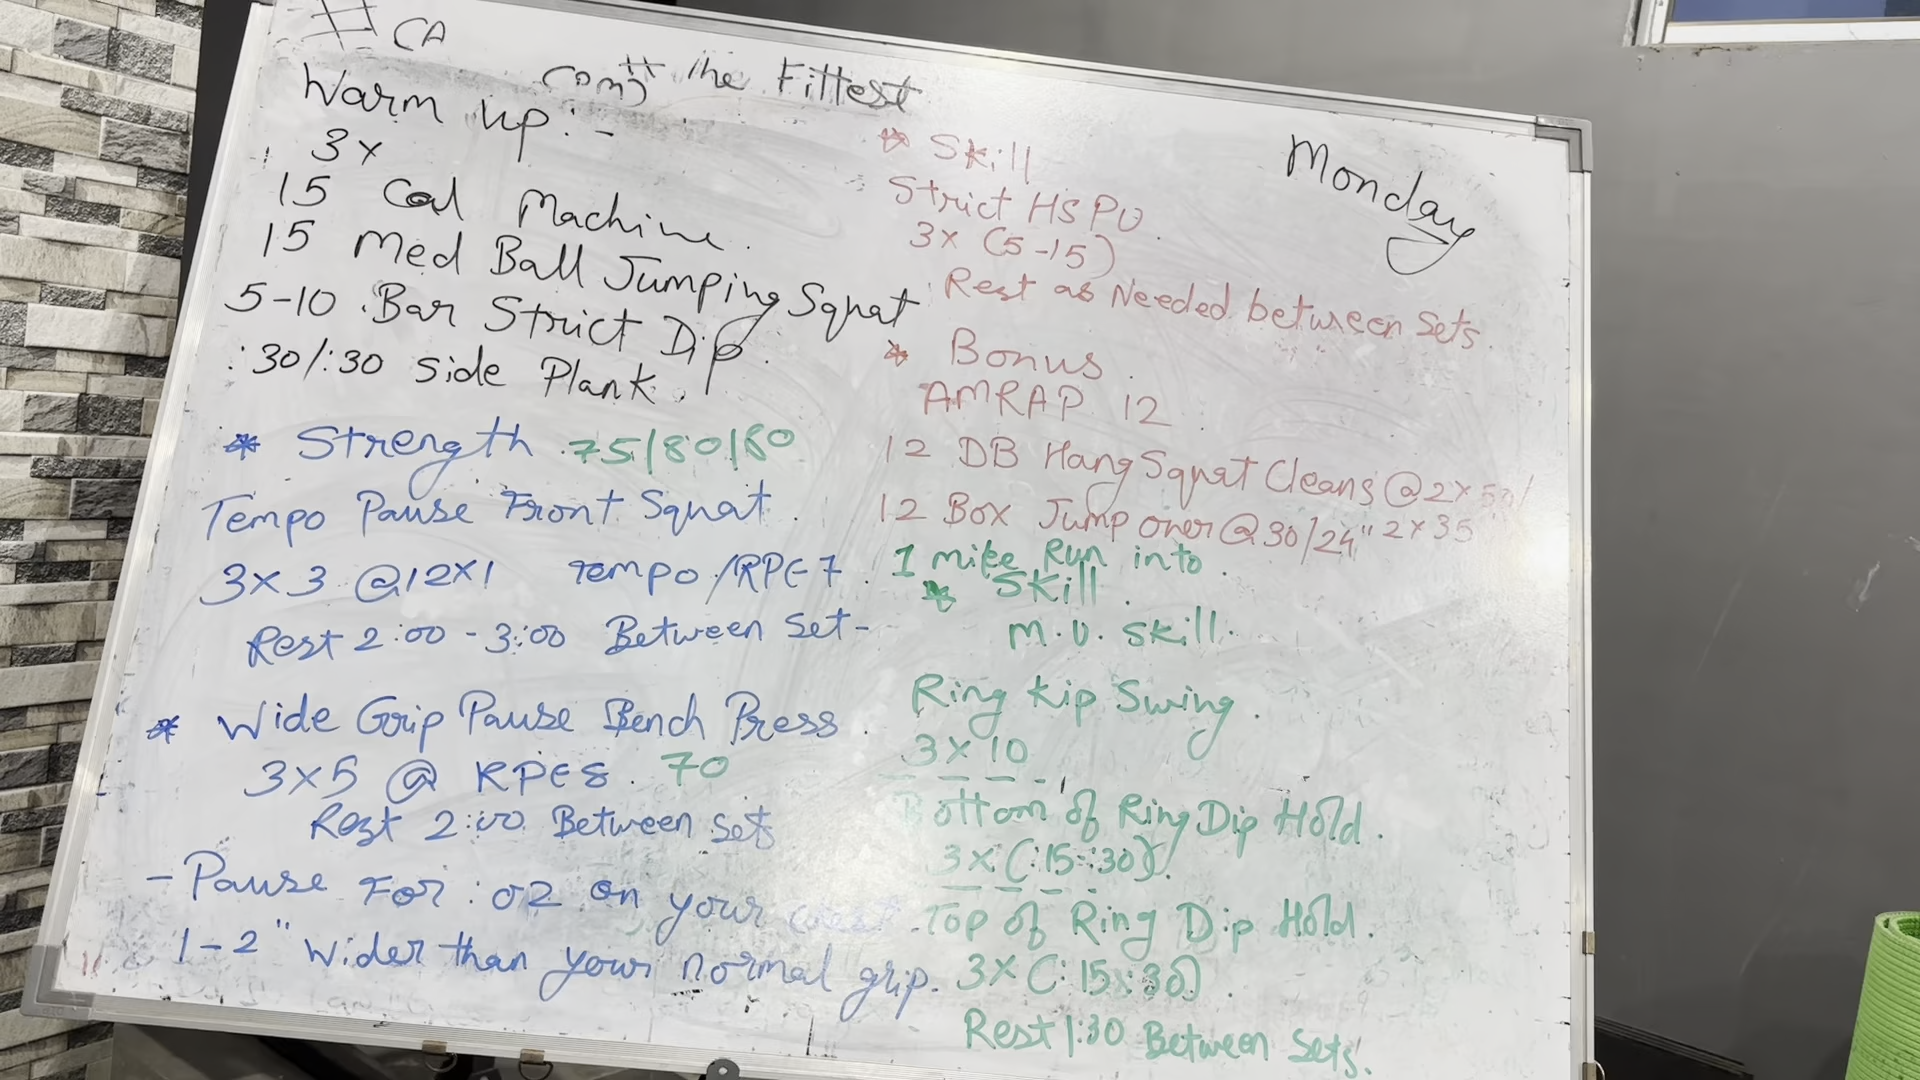 # CA
Comtt the Fittest
Monday
Warm up :-
3x
15 Cal Machine.
15 Med Ball Jumping Squat
5-10 Bar Strict Dip.
:30/:30 Side Plank.
* Strength 75/80/80
Tempo Pause Front Squat.
3x3 @12x1 Tempo/RPE7.
Rest 2:00 - 3:00 Between Set-
* Wide Grip Pause Bench Press.
3x5 @ RPE8. 70
Rest 2:00 Between Sets
- Pause For :02 on your
1-2" Wider than your normal grip.
* Skill
Strict HSPU.
3x (5-15)
Rest as Needed between Sets.
* Bonus.
AMRAP 12
12 DB Hang Squat Cleans @2x50/
2x35
12 Box Jump over @30/24"
1 mile Run into.
* Skill.
M.U. Skill.
Ring Kip Swing.
3x10
Bottom of Ring Dip Hold.
3x(:15-:30).
Top of Ring Dip Hold.
3x(:15-:30)
Rest 1:30 Between Sets.